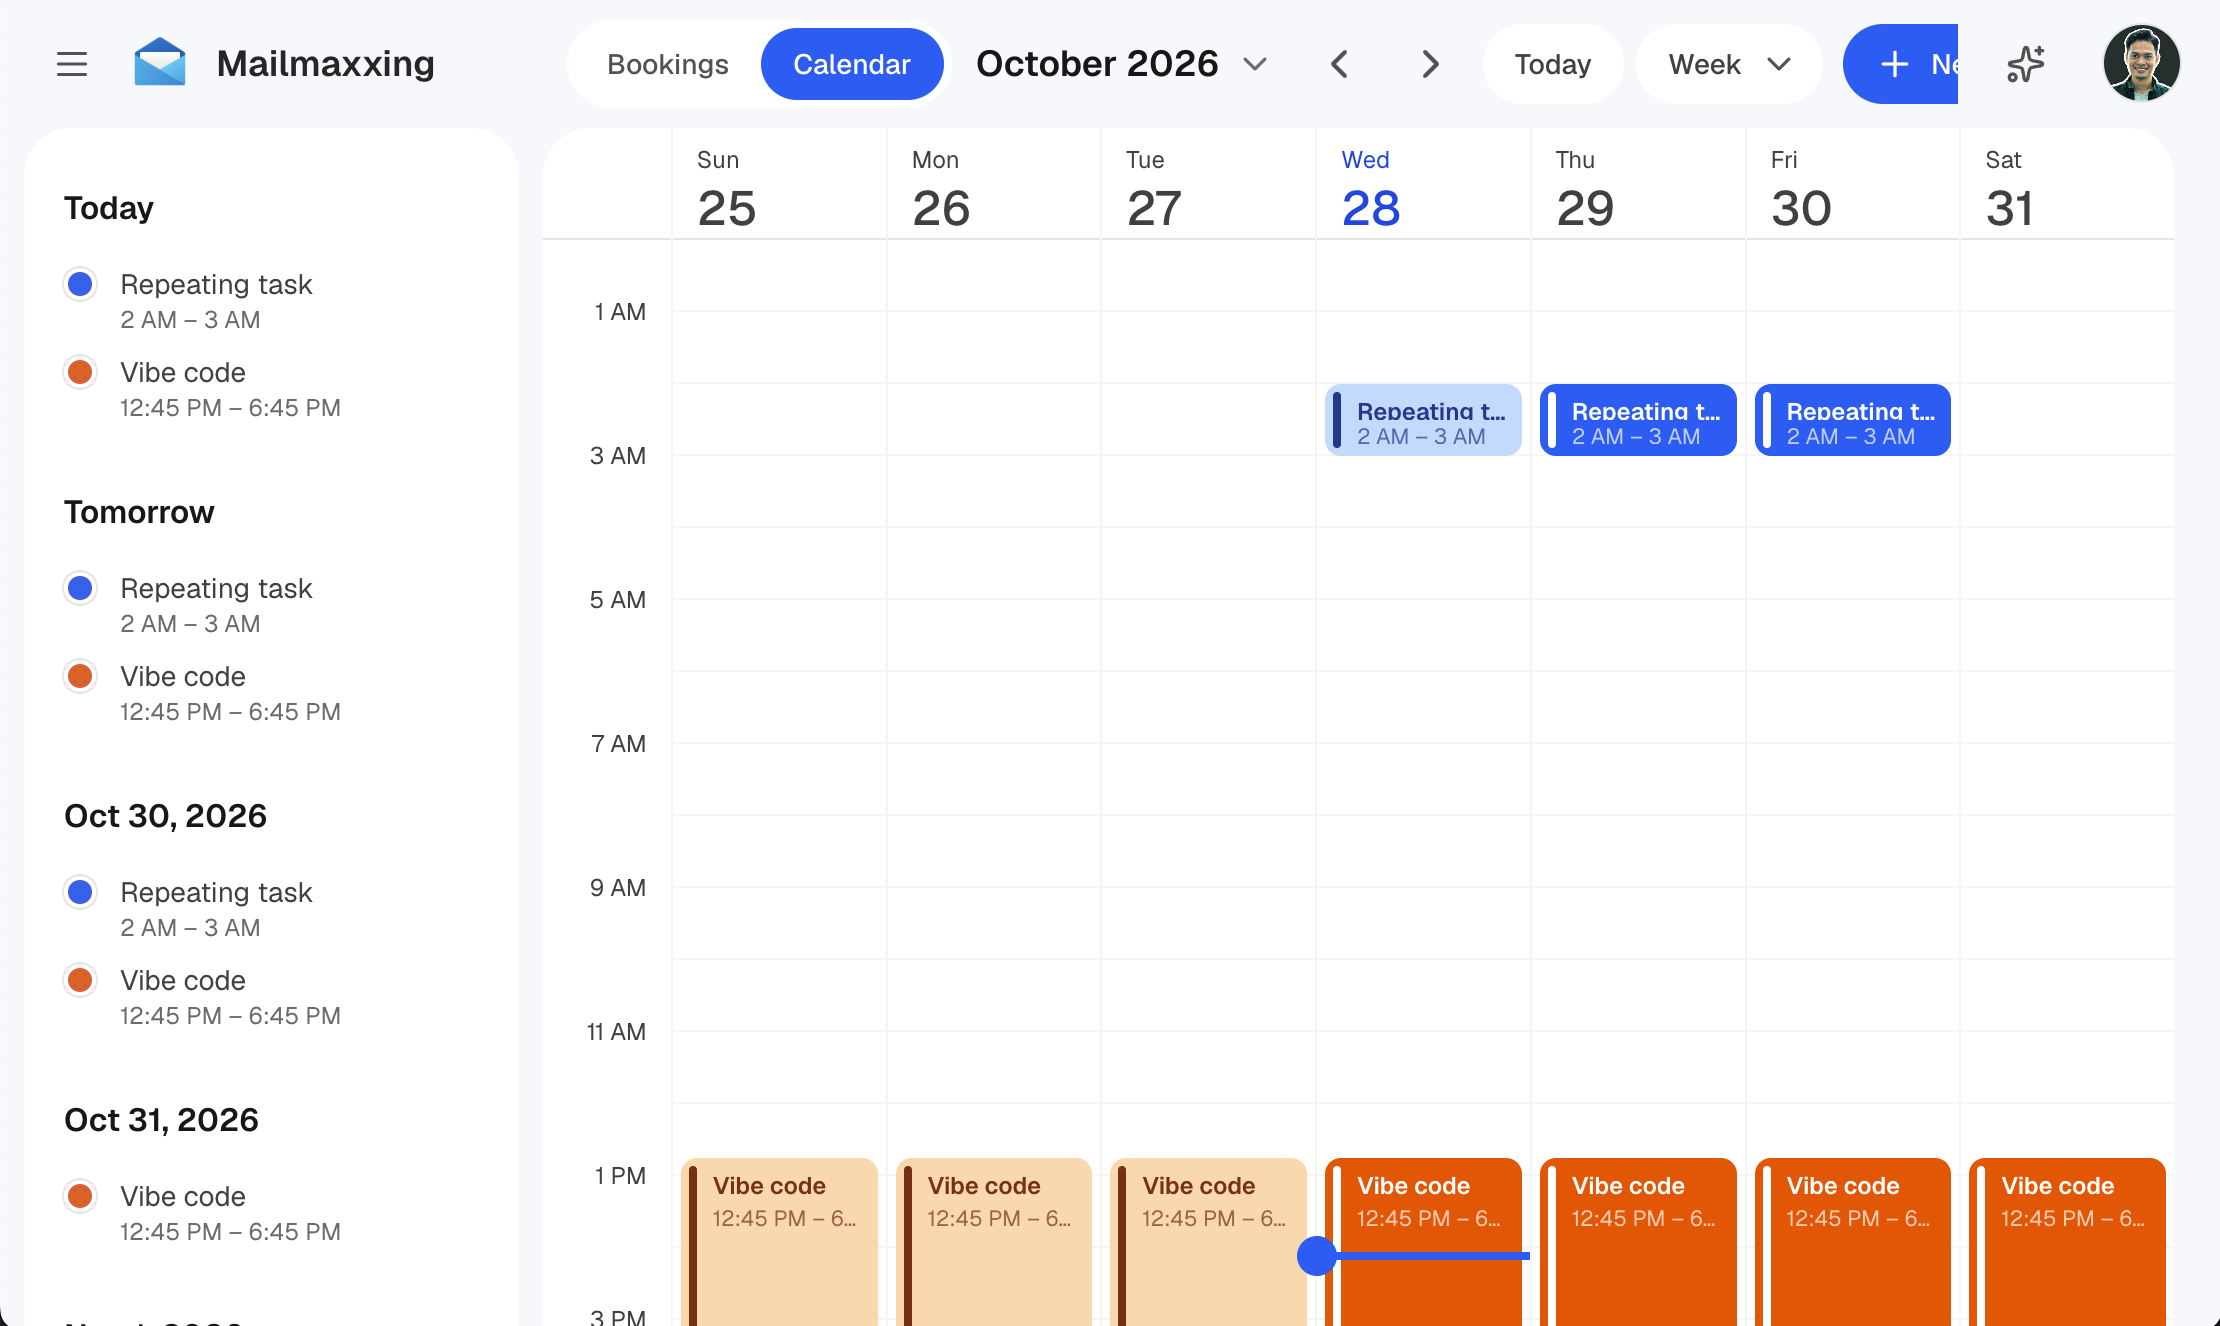 Mailmaxxing
Bookings
Calendar
October 2026
Today
Week
Today
Repeating task
2 AM – 3 AM
Vibe code
12:45 PM – 6:45 PM
Tomorrow
Repeating task
2 AM – 3 AM
Vibe code
12:45 PM – 6:45 PM
Oct 30, 2026
Repeating task
2 AM – 3 AM
Vibe code
12:45 PM – 6:45 PM
Oct 31, 2026
Vibe code
12:45 PM – 6:45 PM
Sun
25
Mon
26
Tue
27
Wed
28
Thu
29
Fri
30
Sat
31
1 AM
3 AM
5 AM
7 AM
9 AM
11 AM
1 PM
3 PM
Repeating t...
2 AM – 3 AM
Repeating t...
2 AM – 3 AM
Repeating t...
2 AM – 3 AM
Vibe code
12:45 PM – 6...
Vibe code
12:45 PM – 6...
Vibe code
12:45 PM – 6...
Vibe code
12:45 PM – 6...
Vibe code
12:45 PM – 6...
Vibe code
12:45 PM – 6...
Vibe code
12:45 PM – 6...